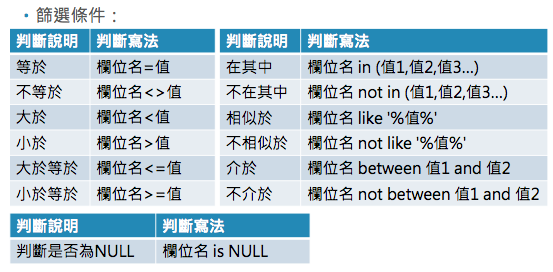 ・篩選條件：
判斷說明 判斷寫法 判斷說明 判斷寫法
等於 欄位名=值 在其中 欄位名 in (值1,值2,值3...)
不等於 欄位名<>值 不在其中 欄位名 not in (值1,值2,值3...)
大於 欄位名<值 相似於 欄位名 like '%值%'
小於 欄位名>值 不相似於 欄位名 not like '%值%'
大於等於 欄位名<=值 介於 欄位名 between 值1 and 值2
小於等於 欄位名>=值 不介於 欄位名 not between 值1 and 值2
判斷說明 判斷寫法
判斷是否為NULL 欄位名 is NULL